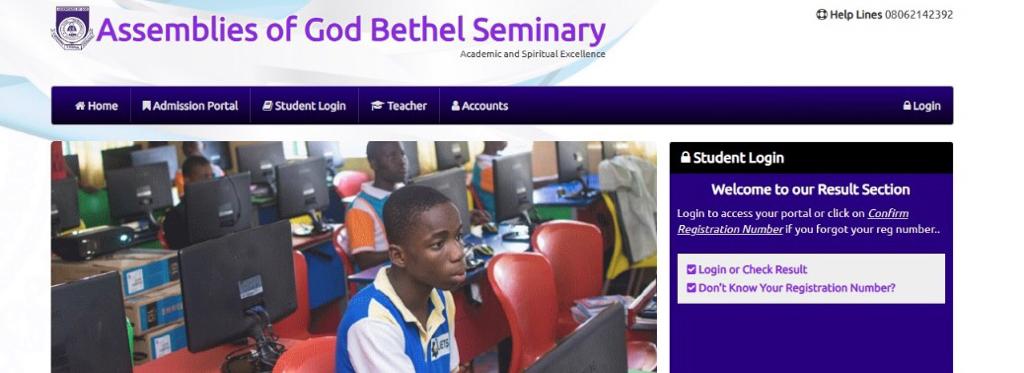 Assemblies of God Bethel Seminary
Academic and Spiritual Excellence
Help Lines 08062142392
Home
Admission Portal
Student Login
Teacher
Accounts
Login
Student Login
Welcome to our Result Section
Login to access your portal or click on Confirm
Registration Number if you forgot your reg number..
Login or Check Result
Don't Know Your Registration Number?
JETS